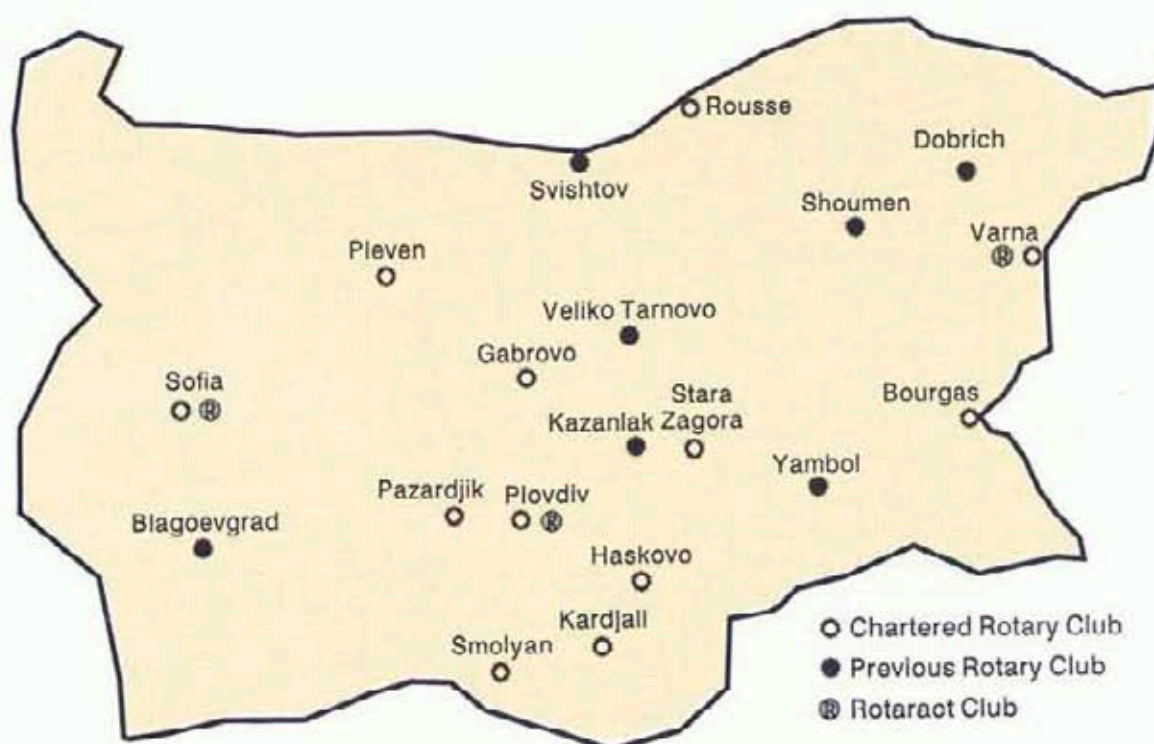 Rousse
Dobrich
Svishtov
Shoumen
Varna
Pleven
Veliko Tarnovo
Gabrovo
Sofia
Stara
Zagora
Bourgas
Kazanlak
Yambol
Pazardjik
Plovdiv
Blagoevgrad
Haskovo
Kardjali
Smolyan
Chartered Rotary Club
Previous Rotary Club
Rotaract Club